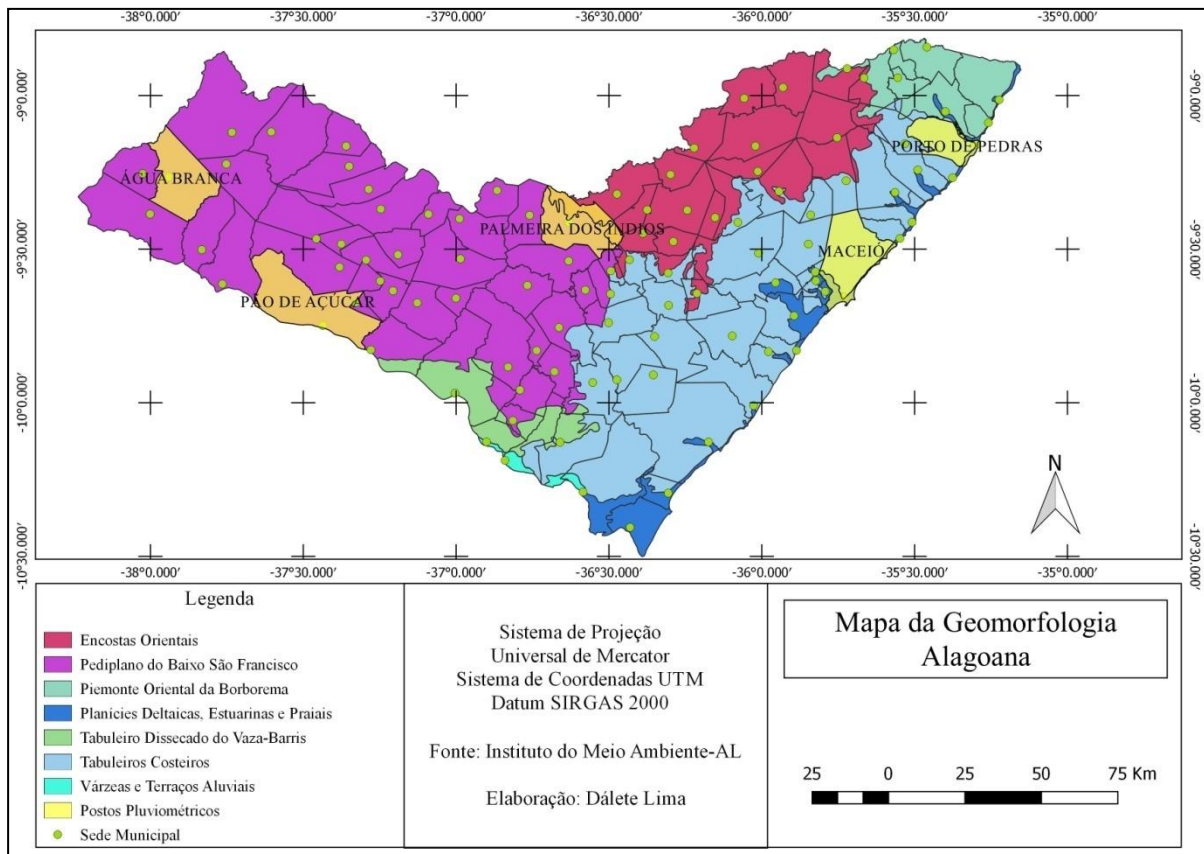 -38°0.000′ -37°30.000′ -37°0.000′ -36°30.000′ -36°0.000′ -35°30.000′ -35°0.000′
-9°0.000′ -9°0.000′
PORTO DE PEDRAS
ÁGUA BRANCA
PALMEIRA DOS ÍNDIOS
-9°30.000′ -9°30.000′
MACEIÓ
PÃO DE AÇÚCAR
-10°0.000′ -10°0.000′
N
-10°30.000′ -10°30.000′
-38°0.000′ -37°30.000′ -37°0.000′ -36°30.000′ -36°0.000′ -35°30.000′ -35°0.000′
Legenda
Encostas Orientais
Pediplano do Baixo São Francisco
Piemonte Oriental da Borborema
Planícies Deltaicas, Estuarinas e Praiais
Tabuleiro Dissecado do Vaza-Barris
Tabuleiros Costeiros
Várzeas e Terraços Aluviais
Postos Pluviométricos
Sede Municipal
Sistema de Projeção
Universal de Mercator
Sistema de Coordenadas UTM
Datum SIRGAS 2000
Fonte: Instituto do Meio Ambiente-AL
Elaboração: Dálete Lima
Mapa da Geomorfologia
Alagoana
25 0 25 50 75 Km